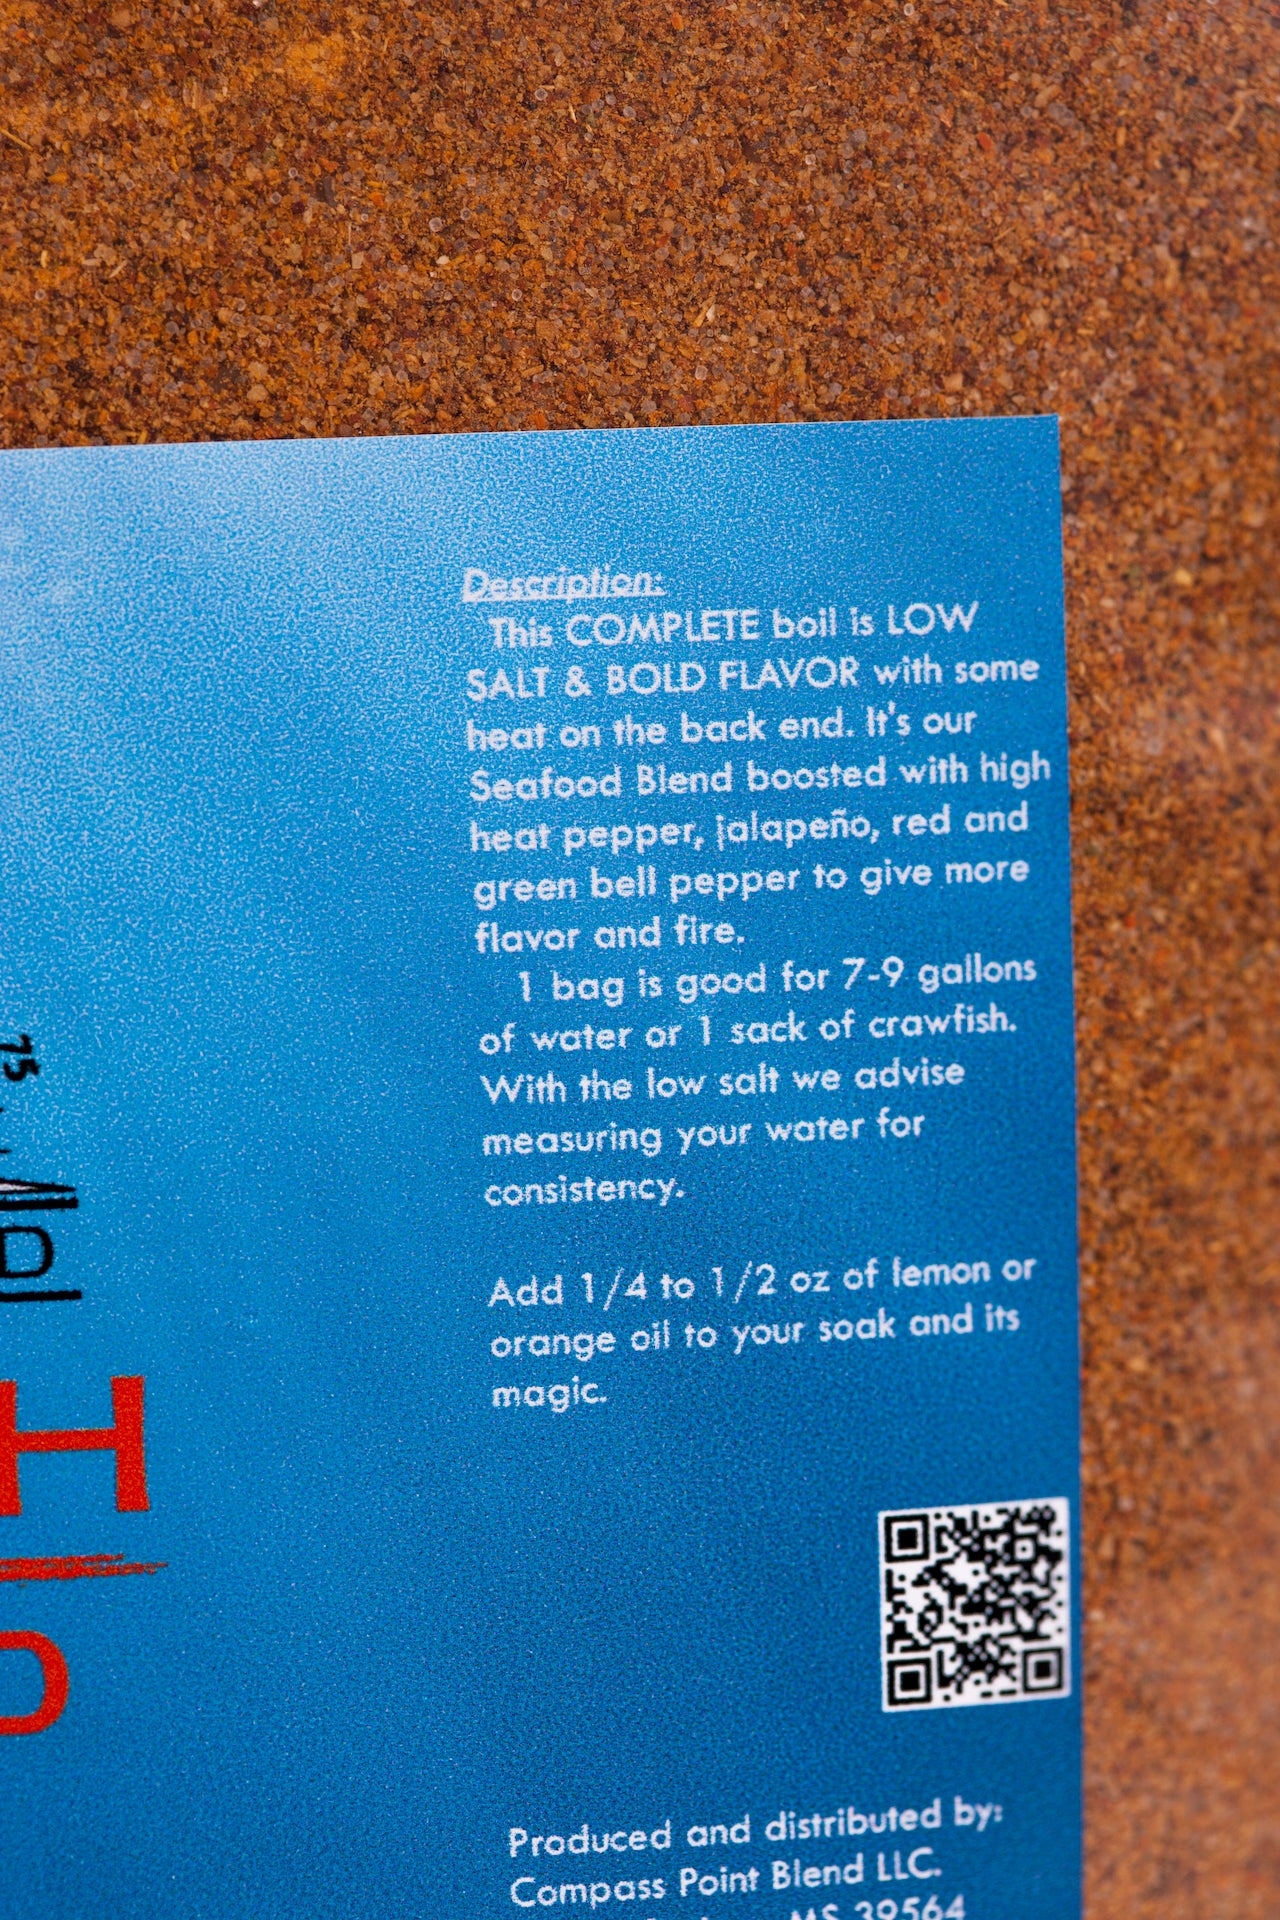 Description:
This COMPLETE boil is LOW
SALT & BOLD FLAVOR with some
heat on the back end. It's our
Seafood Blend boosted with high
heat pepper, jalapeño, red and
green bell pepper to give more
flavor and fire.
1 bag is good for 7-9 gallons
of water or 1 sack of crawfish.
With the low salt we advise
measuring your water for
consistency.
Add 1/4 to 1/2 oz of lemon or
orange oil to your soak and its
magic.
75
D
H
O
Produced and distributed by:
Compass Point Blend LLC.
MS 39564